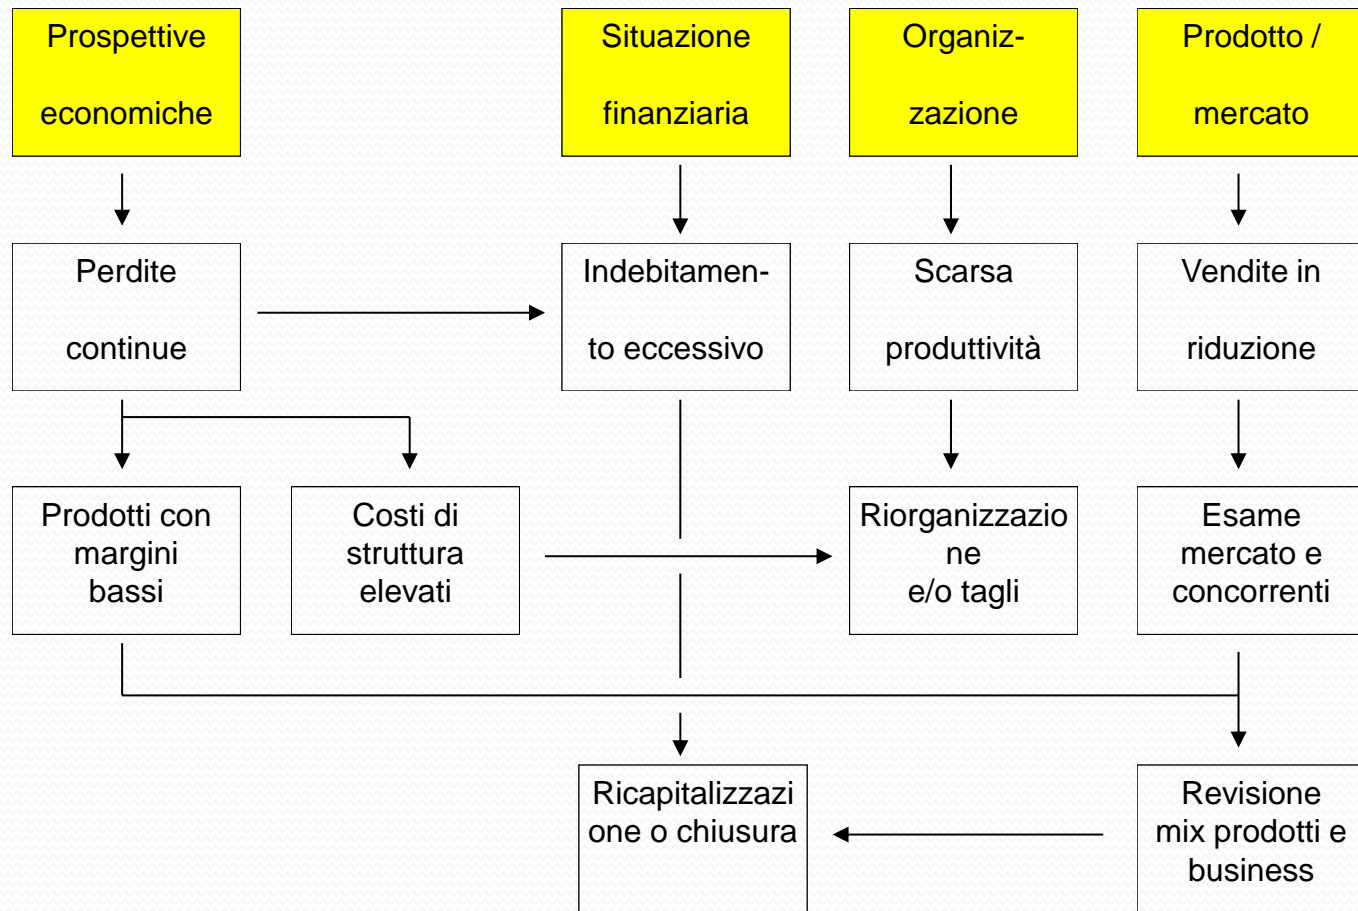 Prospettive
economiche
Situazione
finanziaria
Organiz-
zazione
Prodotto /
mercato
Perdite
continue
Indebitamen-
to eccessivo
Scarsa
produttività
Vendite in
riduzione
Prodotti con
margini
bassi
Costi di
struttura
elevati
Riorganizzazio
ne
e/o tagli
Esame
mercato e
concorrenti
Ricapitalizzazi
one o chiusura
Revisione
mix prodotti e
business